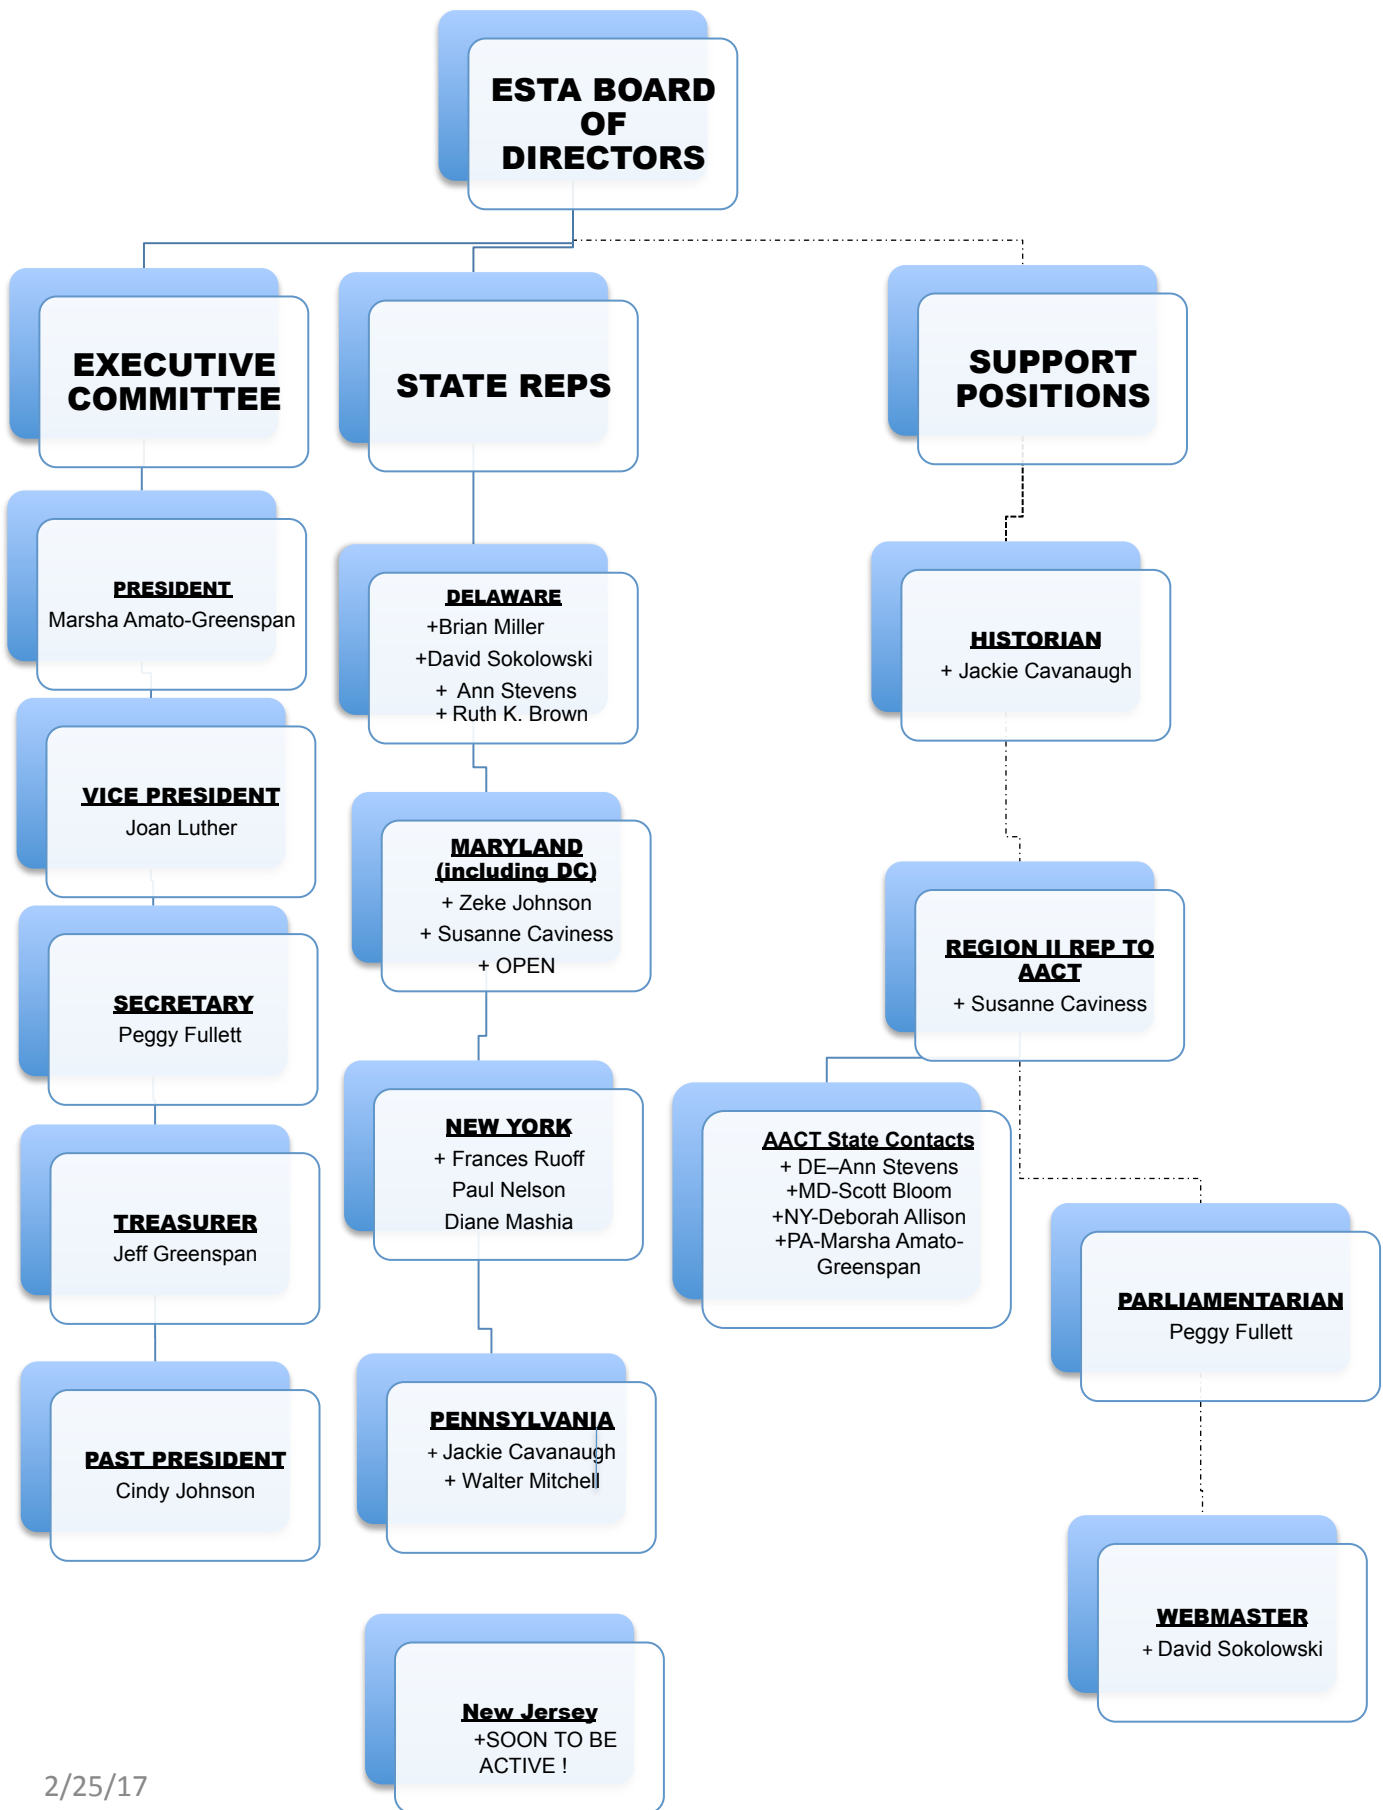 ESTA BOARD
OF
DIRECTORS
EXECUTIVE
COMMITTEE
PRESIDENT
Marsha Amato-Greenspan
VICE PRESIDENT
Joan Luther
SECRETARY
Peggy Fullett
TREASURER
Jeff Greenspan
PAST PRESIDENT
Cindy Johnson
STATE REPS
DELAWARE
+Brian Miller
+David Sokolowski
+ Ann Stevens
+ Ruth K. Brown
MARYLAND
(including DC)
+ Zeke Johnson
+ Susanne Caviness
+ OPEN
NEW YORK
+ Frances Ruoff
Paul Nelson
Diane Mashia
PENNSYLVANIA
+ Jackie Cavanaugh
+ Walter Mitchell
New Jersey
+SOON TO BE
ACTIVE !
SUPPORT
POSITIONS
HISTORIAN
+ Jackie Cavanaugh
REGION II REP TO
AACT
+ Susanne Caviness
AACT State Contacts
+ DE–Ann Stevens
+MD-Scott Bloom
+NY-Deborah Allison
+PA-Marsha Amato-
Greenspan
PARLIAMENTARIAN
Peggy Fullett
WEBMASTER
+ David Sokolowski
2/25/17